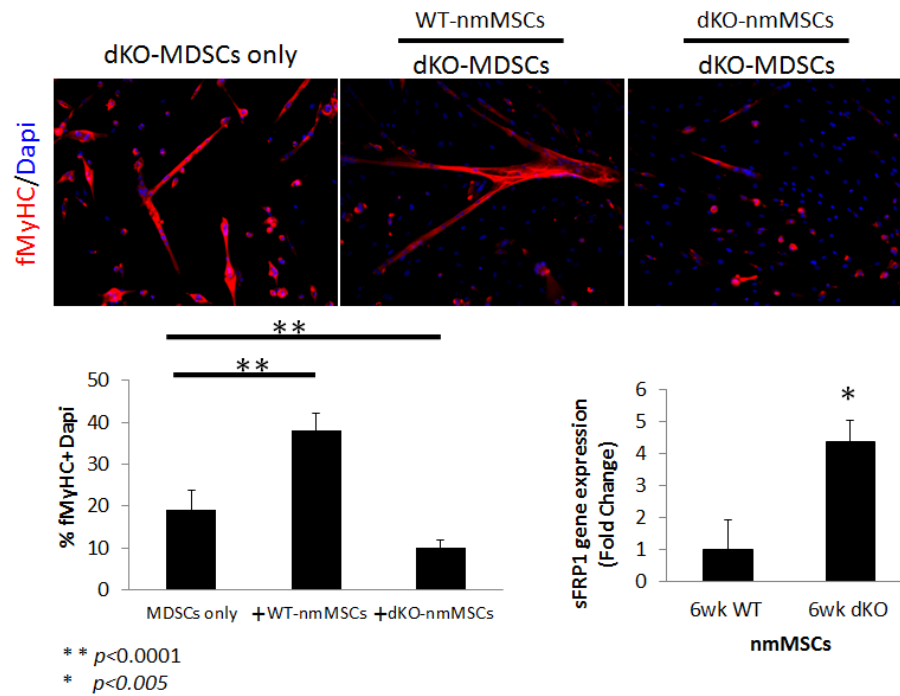 WT-nmMSCs
dKO-nmMSCs
dKO-MDSCs only
dKO-MDSCs
dKO-MDSCs
fMyHC/Dapi
**
**
% fMyHC+Dapi
50
40
30
20
10
0
MDSCs only
+WT-nmMSCs
+dKO-nmMSCs
** p<0.0001
* p<0.005
sFRP1 gene expression
(Fold Change)
6
5
4
3
2
1
0
*
6wk WT
6wk dKO
nmMSCs